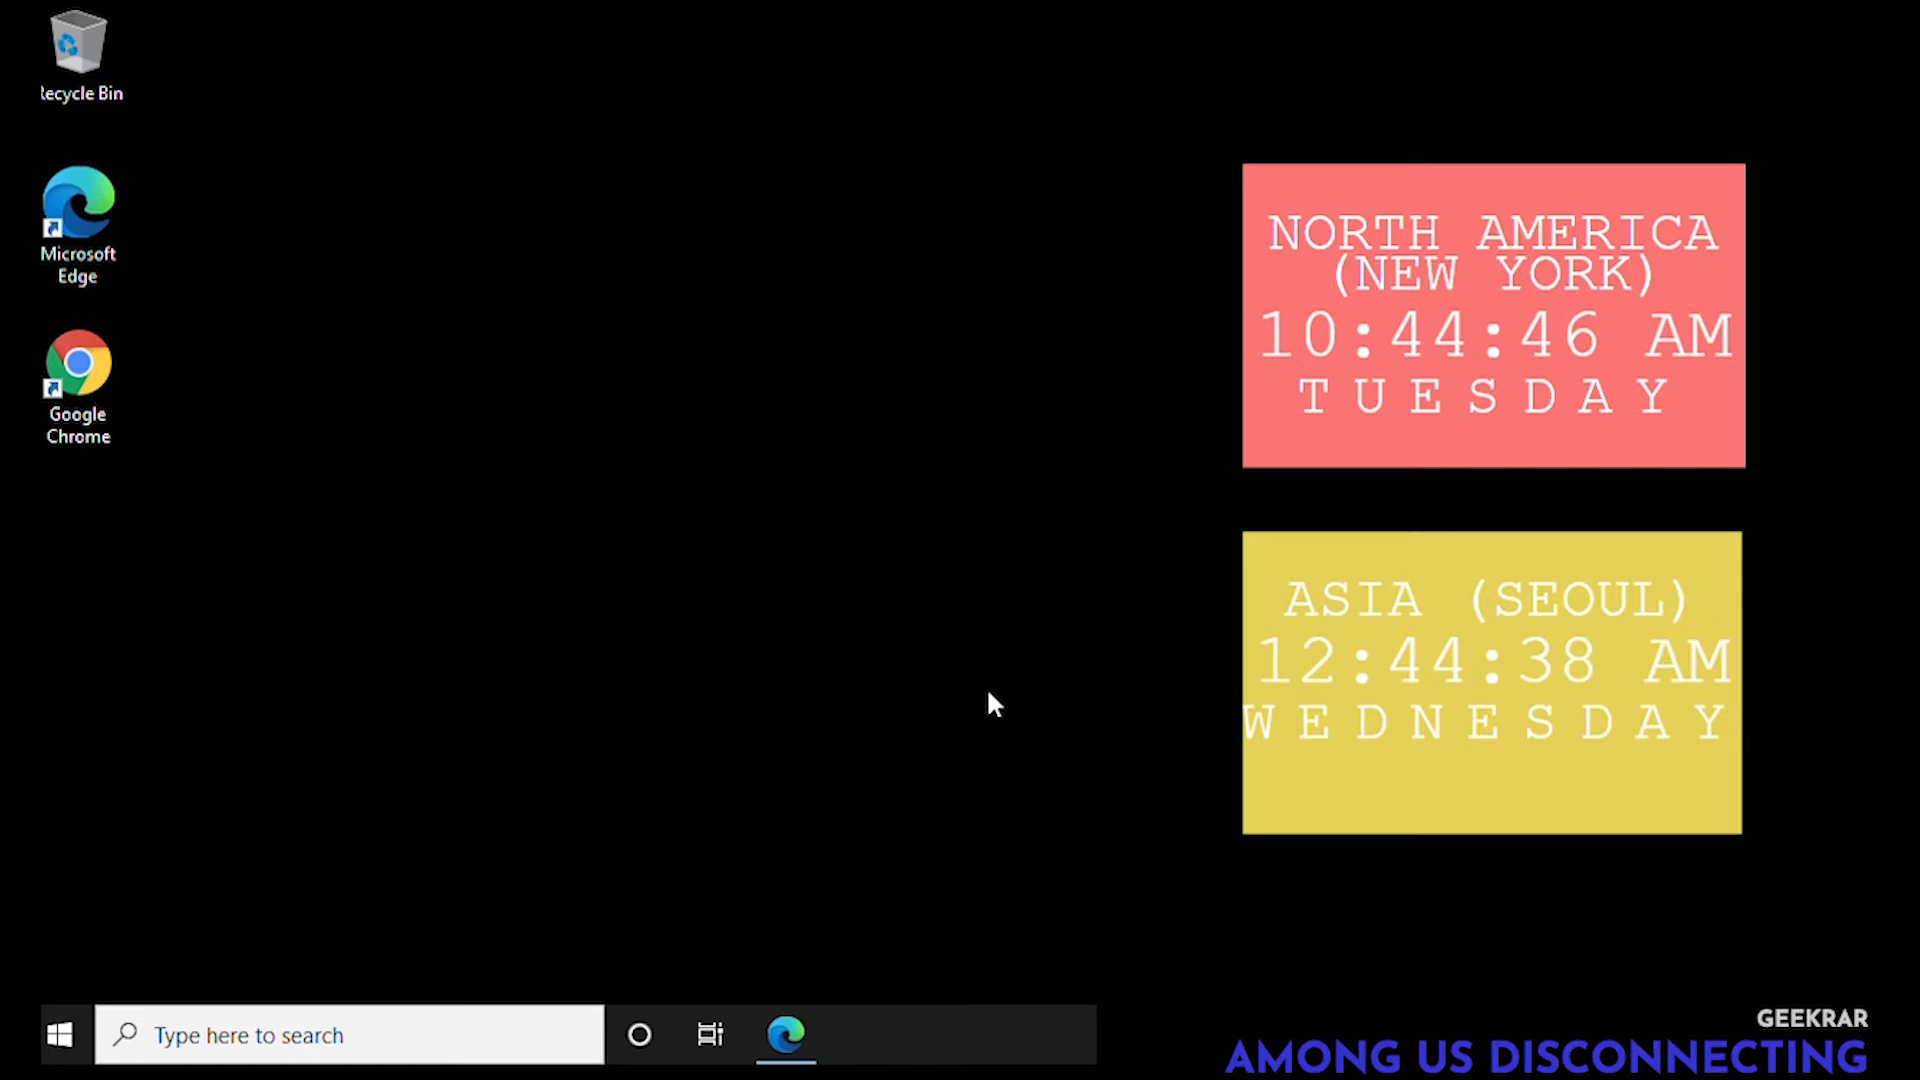 Recycle Bin
Microsoft
Edge
Google
Chrome
NORTH AMERICA
(NEW YORK)
10:44:46 AM
TUESDAY
ASIA (SEOUL)
12:44:38 AM
WEDNESDAY
Type here to search
GEEKRAR
AMONG US DISCONNECTING